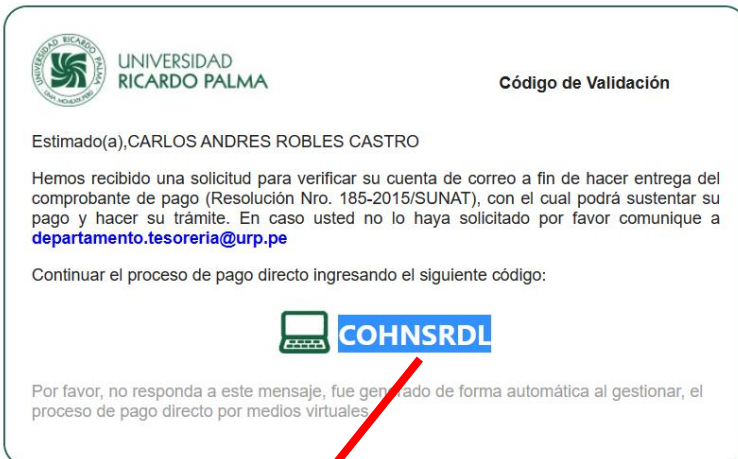 UNIVERSIDAD
RICARDO PALMA
Código de Validación
Estimado(a),CARLOS ANDRES ROBLES CASTRO
Hemos recibido una solicitud para verificar su cuenta de correo a fin de hacer entrega del
comprobante de pago (Resolución Nro. 185-2015/SUNAT), con el cual podrá sustentar su
pago y hacer su trámite. En caso usted no lo haya solicitado por favor comunique a
departamento.tesoreria@urp.pe
Continuar el proceso de pago directo ingresando el siguiente código:
COHNSRDL
Por favor, no responda a este mensaje, fue generado de forma automática al gestionar, el
proceso de pago directo por medios virtuales